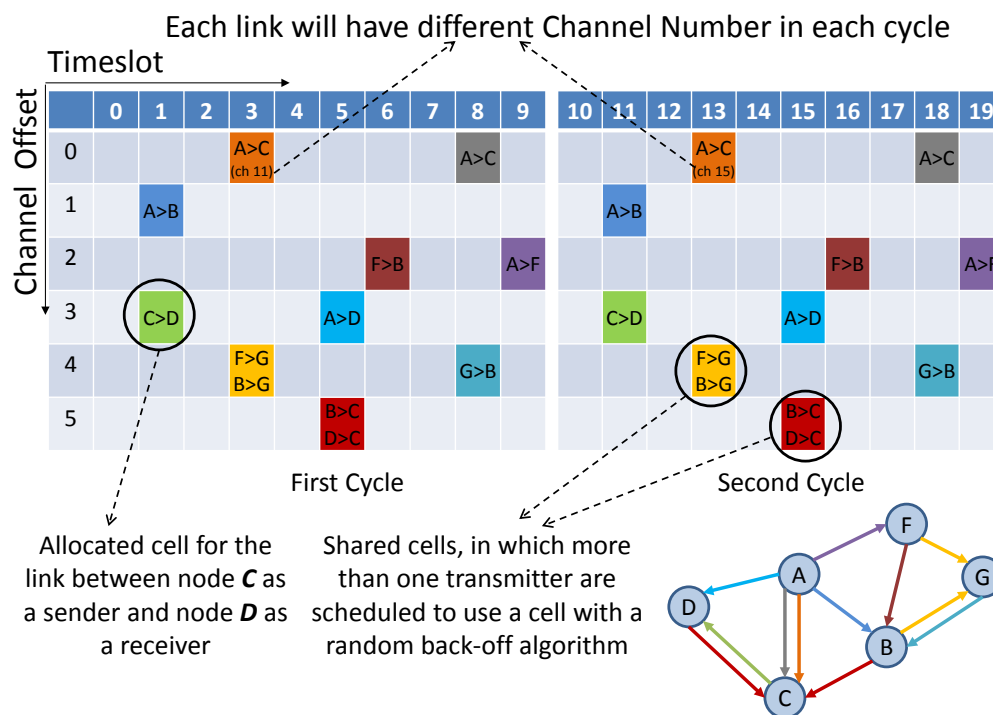 Each link will have different Channel Number in each cycle
Timeslot
Channel Offset
0 1 2 3 4 5 6 7 8 9 10 11 12 13 14 15 16 17 18 19
0 A>C (ch 11) A>C A>C (ch 15) A>C
1 A>B A>B
2 F>B A>F F>B A>F
3 C>D A>D C>D A>D
4 F>G B>G G>B F>G B>G G>B
5 B>C D>C B>C D>C
First Cycle Second Cycle
Allocated cell for the
link between node C as
a sender and node D as
a receiver
Shared cells, in which more
than one transmitter are
scheduled to use a cell with a
random back-off algorithm
F
A
G
D
B
C